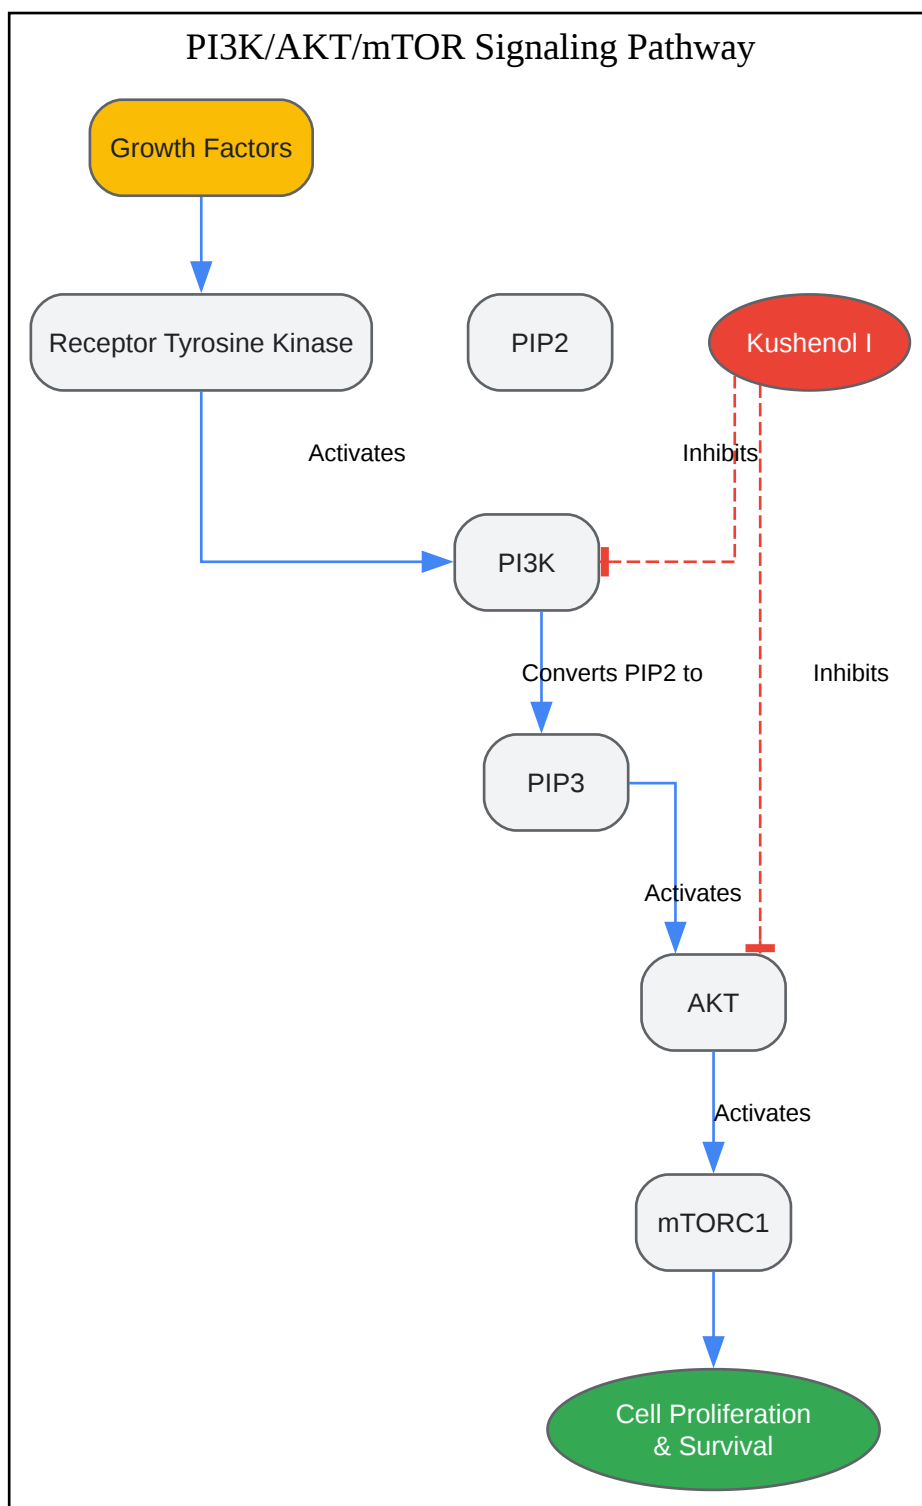 PI3K/AKT/mTOR Signaling Pathway
Growth Factors
Receptor Tyrosine Kinase
PIP2
Kushenol I
Activates
Inhibits
PI3K
Converts PIP2 to
Inhibits
PIP3
Activates
AKT
Activates
mTORC1
Cell Proliferation
& Survival